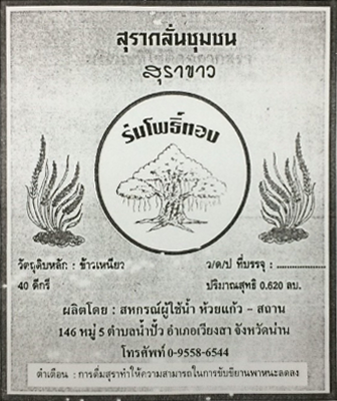 สุรากลั่นชุมชน
สุราขาว
ร่มโพธิ์ทอง
วัตถุดิบหลัก : ข้าวเหนียว ว/ด/ป ที่บรรจุ : ................
40 ดีกรี ปริมาณสุทธิ 0.620 ลบ.
ผลิตโดย : สหกรณ์ผู้ใช้น้ำ ห้วยแก้ว - สถาน
146 หมู่ 5 ตำบลน้ำปั้ว อำเภอเวียงสา จังหวัดน่าน
โทรศัพท์ 0-9558-6544
คำเตือน : การดื่มสุราทำให้ความสามารถในการขับขี่ยานพาหนะลดลง